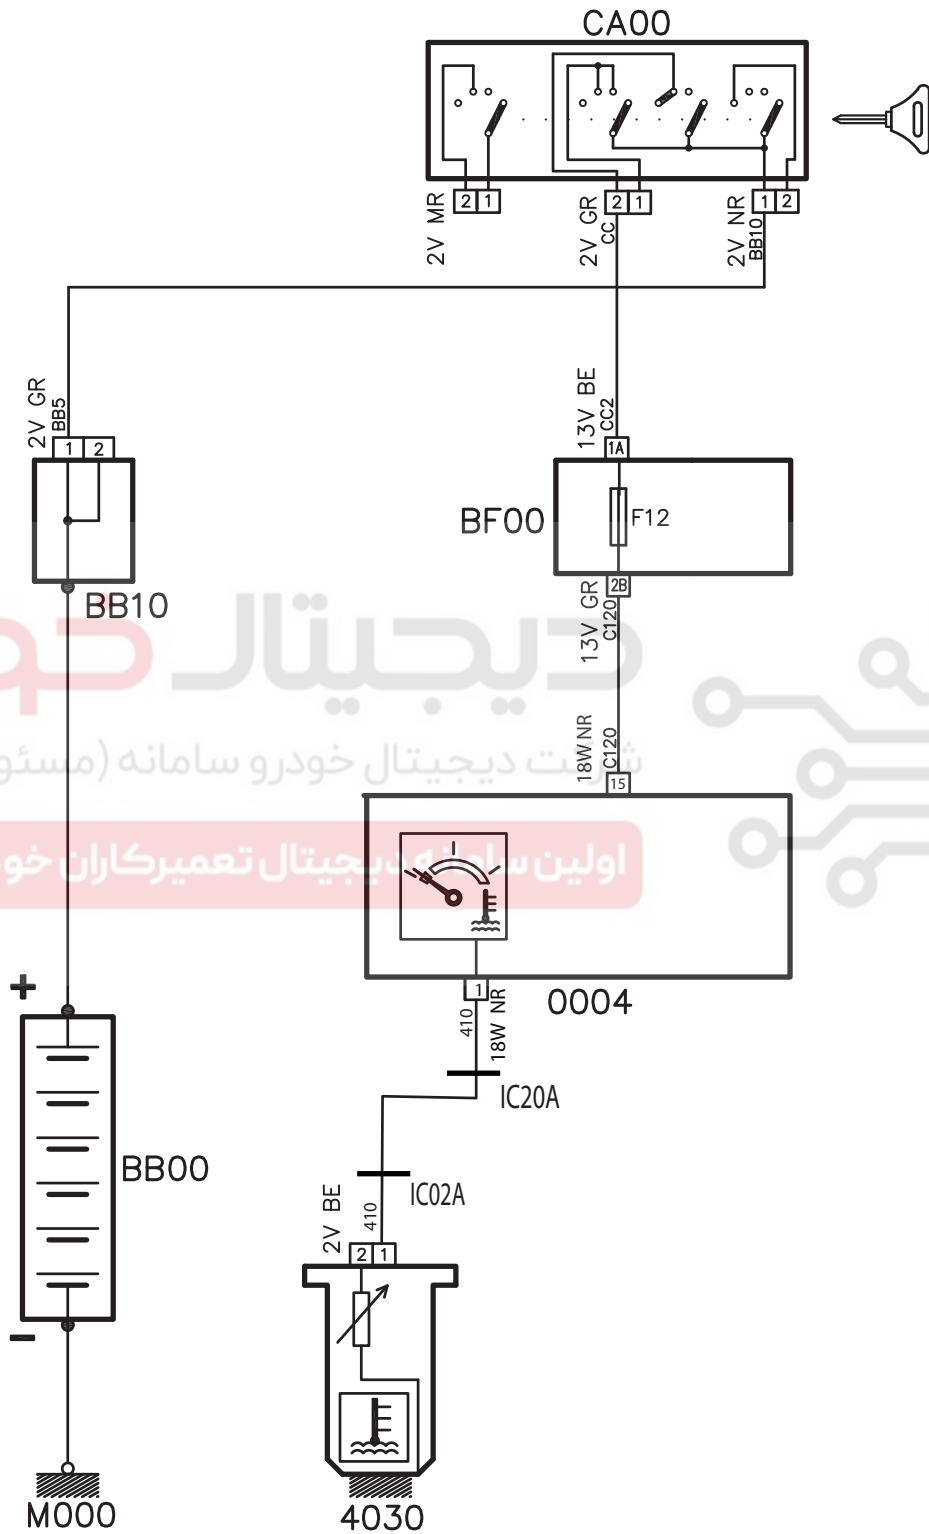 CA00
2V MR
2 1
2V GR
CC
2 1
2V NR
BB10
1 2
2V GR
BB5
1 2
BB10
13V BE
CC2
1A
BF00
F12
2B
13V GR
C120
دیجیتال خو
شرکت دیجیتال خودرو سامانه (مسئو
18W NR
C120
15
اولین سامانه دیجیتال تعمیرکاران خو
0004
1
410
18W NR
IC20A
+
BB00
IC02A
2V BE
410
2 1
-
M000
4030